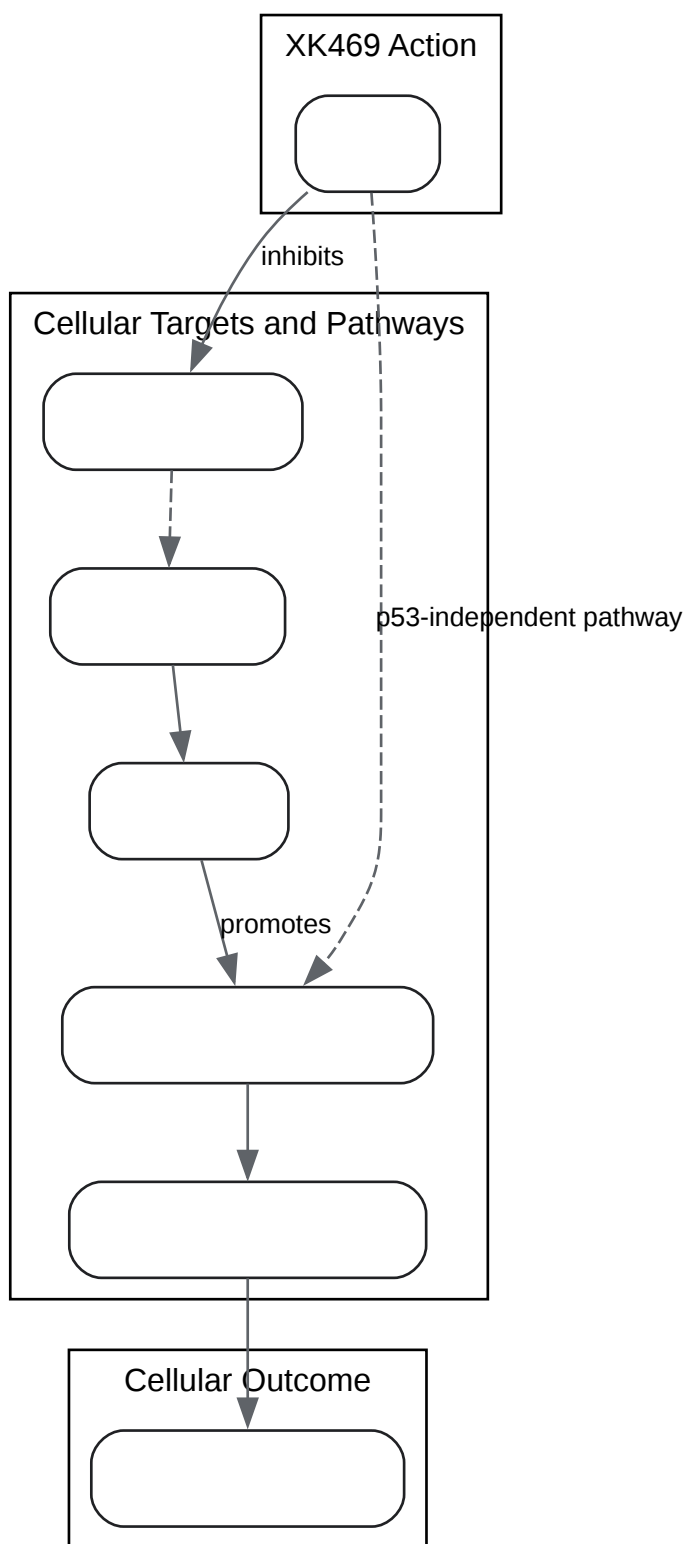 XK469 Action
inhibits
Cellular Targets and Pathways
p53-independent pathway
promotes
Cellular Outcome